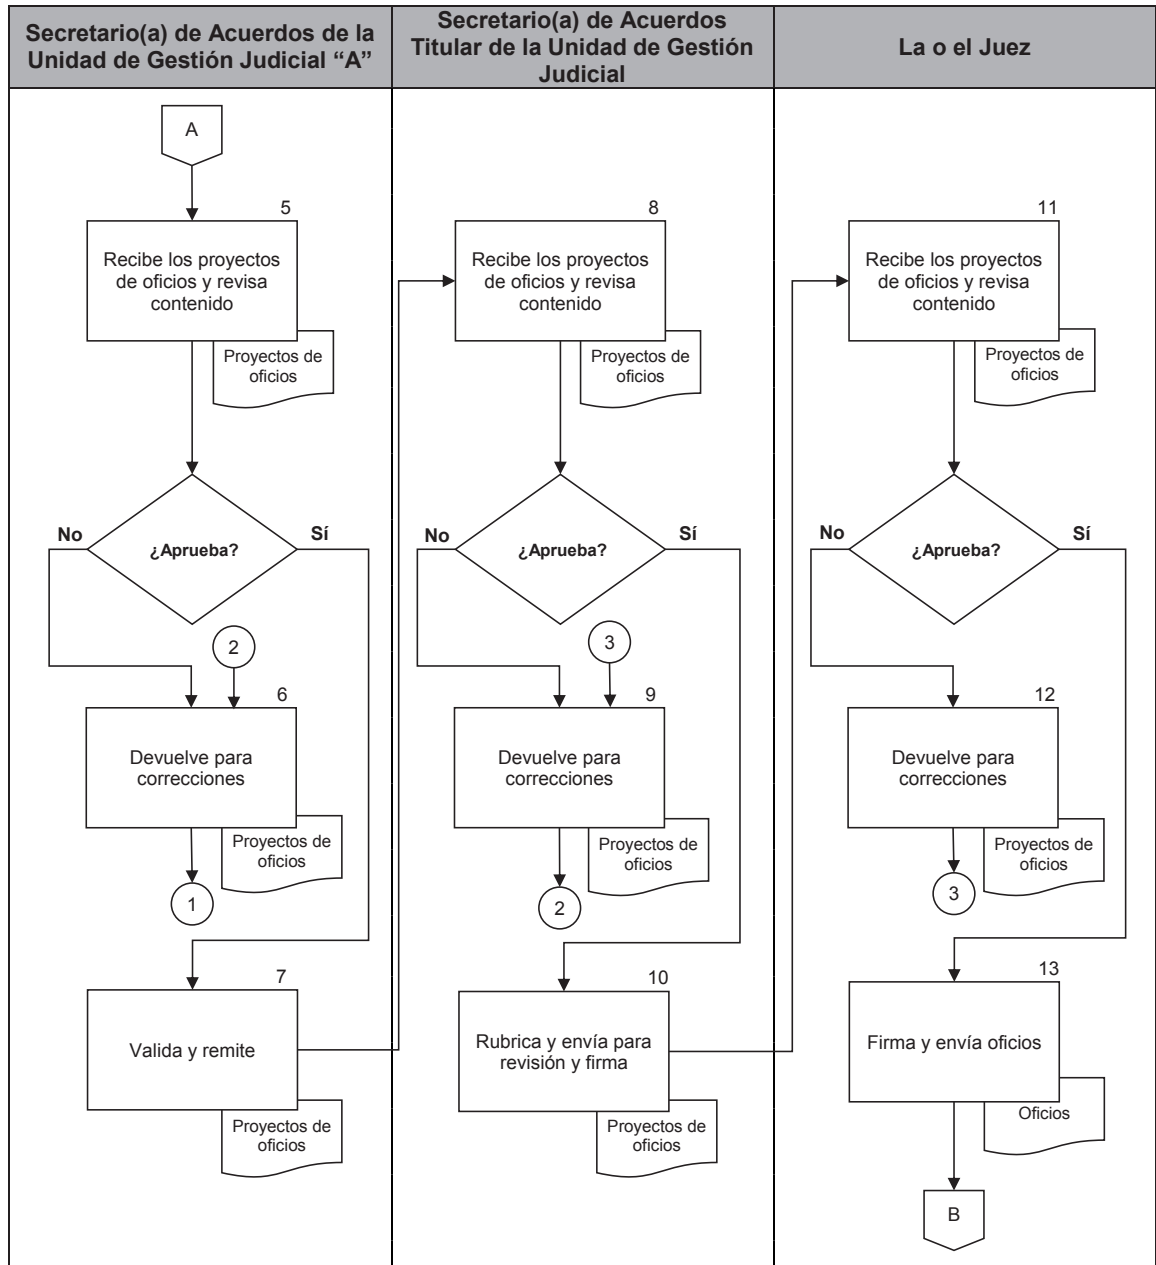 Secretario(a) de Acuerdos de la
Unidad de Gestión Judicial “A”
Secretario(a) de Acuerdos
Titular de la Unidad de Gestión
Judicial
La o el Juez
A
5
Recibe los proyectos
de oficios y revisa
contenido
Proyectos de
oficios
No
¿Aprueba?
Sí
2
6
Devuelve para
correcciones
Proyectos de
oficios
1
7
Valida y remite
Proyectos de
oficios
8
Recibe los proyectos
de oficios y revisa
contenido
Proyectos de
oficios
No
¿Aprueba?
Sí
3
9
Devuelve para
correcciones
Proyectos de
oficios
2
10
Rubrica y envía para
revisión y firma
Proyectos de
oficios
11
Recibe los proyectos
de oficios y revisa
contenido
Proyectos de
oficios
No
¿Aprueba?
Sí
12
Devuelve para
correcciones
Proyectos de
oficios
3
13
Firma y envía oficios
Oficios
B